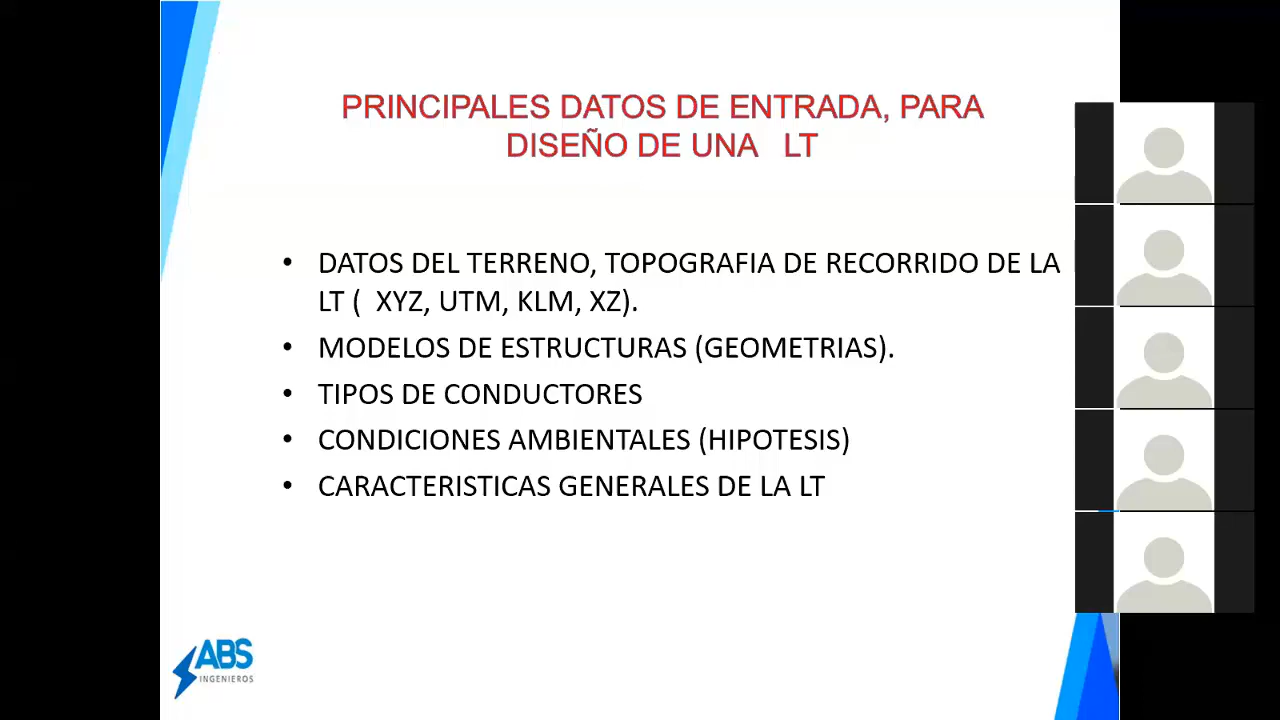 PRINCIPALES DATOS DE ENTRADA, PARA
DISEÑO DE UNA LT
• DATOS DEL TERRENO, TOPOGRAFIA DE RECORRIDO DE LA
LT ( XYZ, UTM, KLM, XZ).
• MODELOS DE ESTRUCTURAS (GEOMETRIAS).
• TIPOS DE CONDUCTORES
• CONDICIONES AMBIENTALES (HIPOTESIS)
• CARACTERISTICAS GENERALES DE LA LT
ABS
INGENIEROS